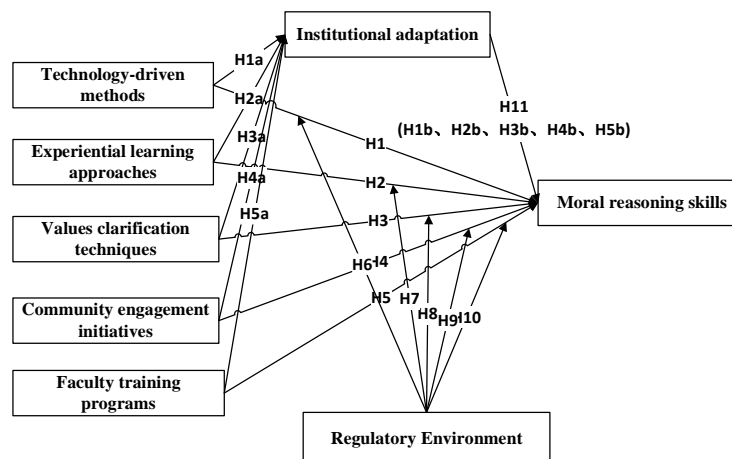 Institutional adaptation
H1a
Technology-driven
methods
H2a
H11
(H1b、H2b、H3b、H4b、H5b)
H3a
H1
Experiential learning
approaches
H4a
H2
Moral reasoning skills
H5a
H3
Values clarification
techniques
H6
H4
H5
H7
H8
H9
H10
Community engagement
initiatives
Faculty training
programs
Regulatory Environment